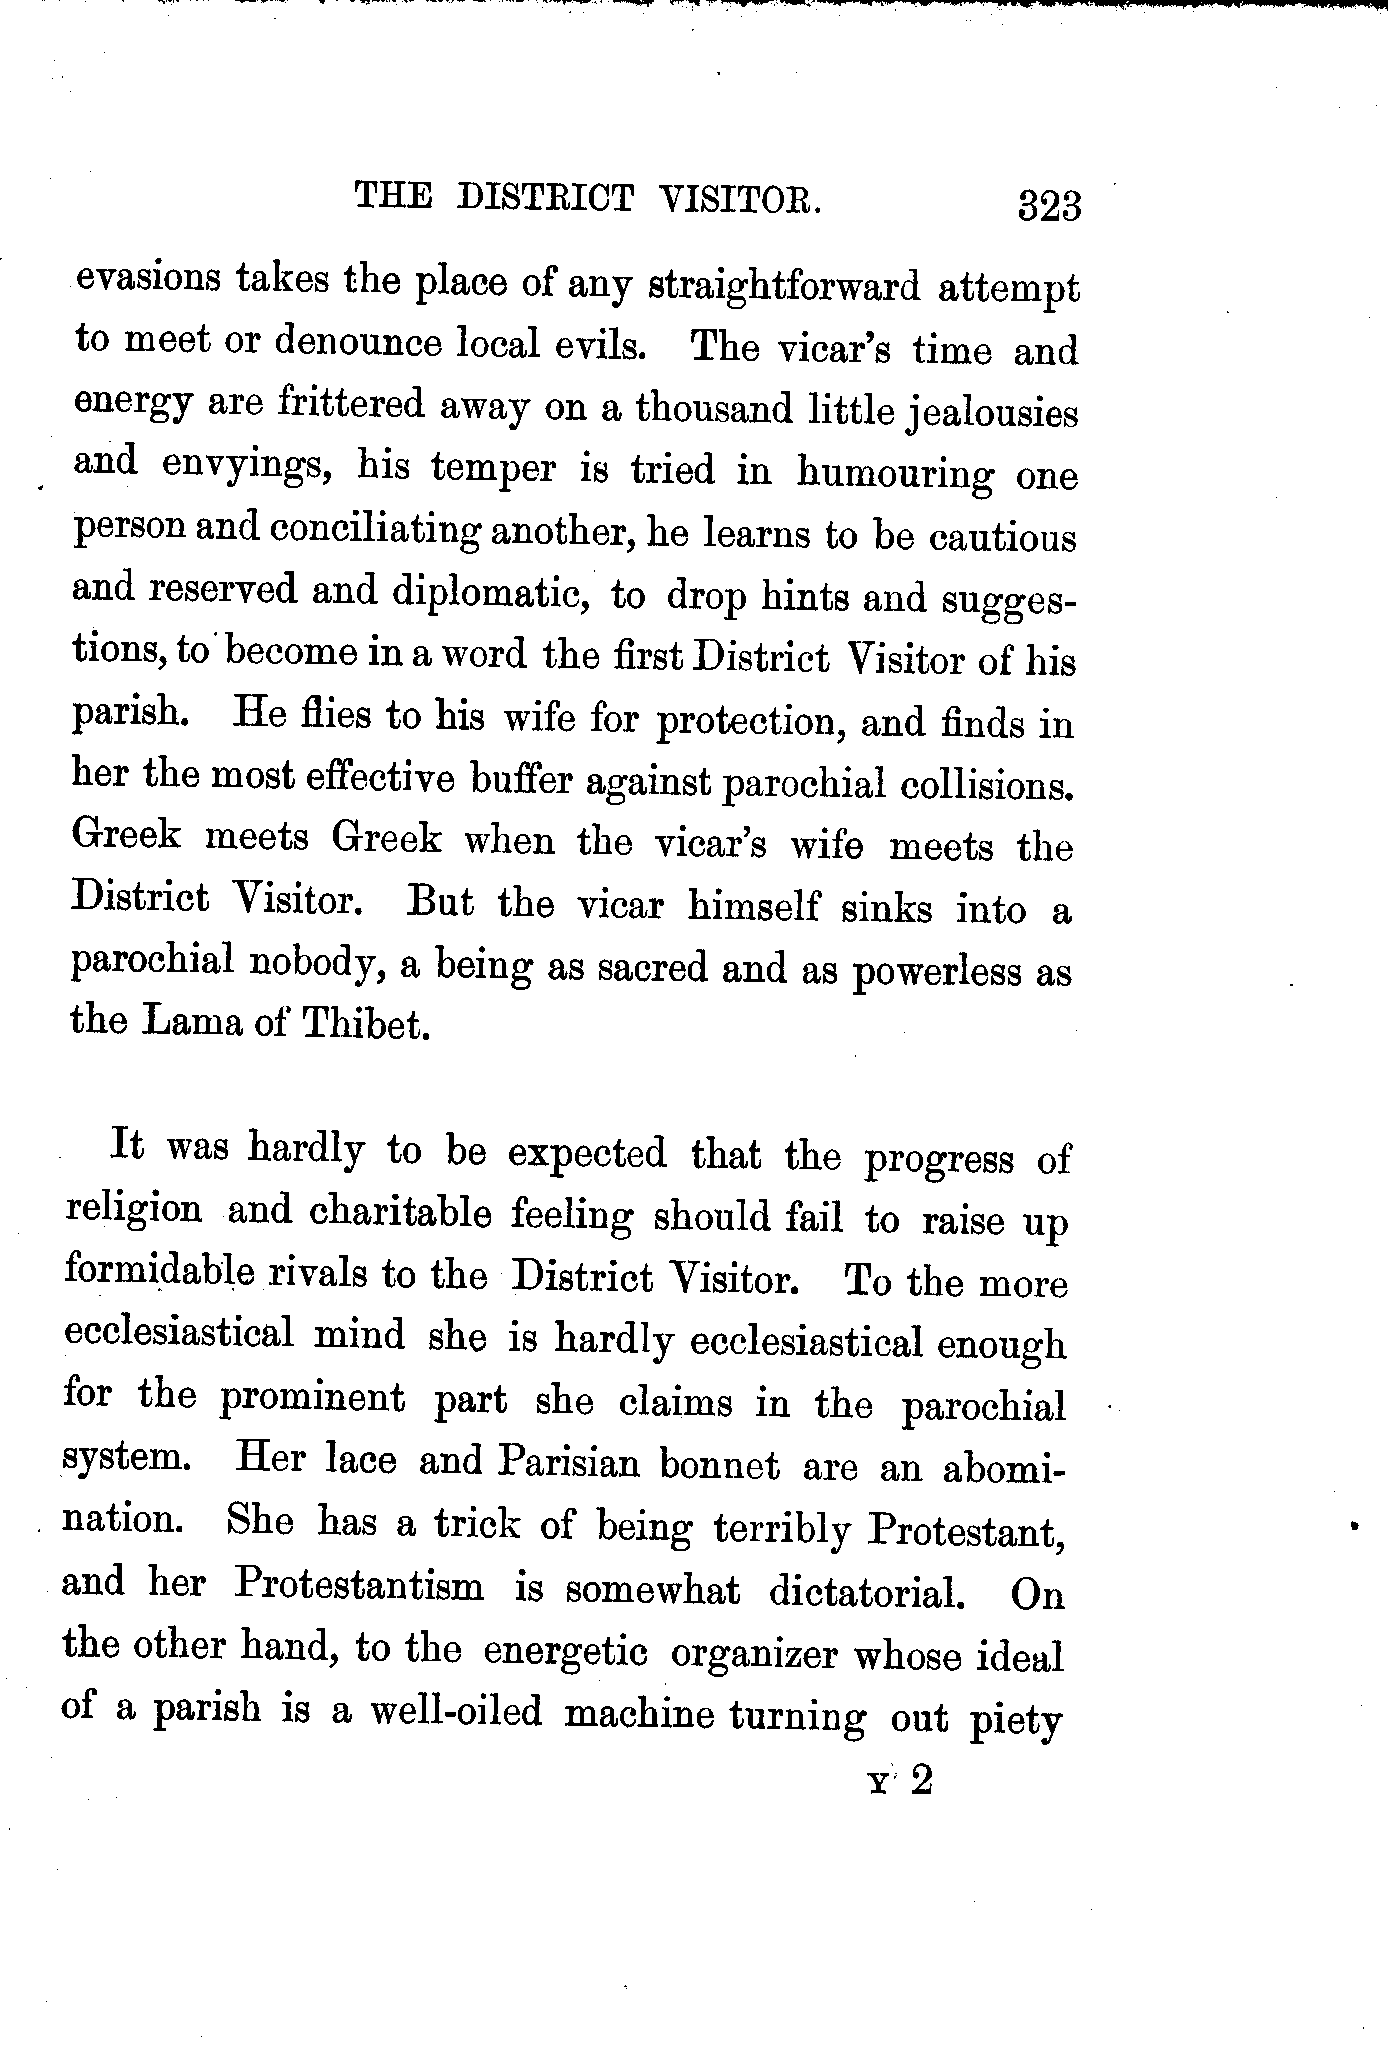 THE DISTRICT VISITOR. 323
evasions takes the place of any straightforward attempt
to meet or denounce local evils. The vicar's time and
energy are frittered away on a thousand little jealousies
and envyings, his temper is tried in humouring one
person and conciliating another, he learns to be cautious
and reserved and diplomatic, to drop hints and sugges-
tions, to become in a word the first District Visitor of his
parish. He flies to his wife for protection, and finds in
her the most effective buffer against parochial collisions.
Greek meets Greek when the vicar's wife meets the
District Visitor. But the vicar himself sinks into a
parochial nobody, a being as sacred and as powerless as
the Lama of Thibet.
It was hardly to be expected that the progress of
religion and charitable feeling should fail to raise up
formidable rivals to the District Visitor. To the more
ecclesiastical mind she is hardly ecclesiastical enough
for the prominent part she claims in the parochial
system. Her lace and Parisian bonnet are an abomi-
nation. She has a trick of being terribly Protestant,
and her Protestantism is somewhat dictatorial. On
the other hand, to the energetic organizer whose ideal
of a parish is a well-oiled machine turning out piety
Y 2